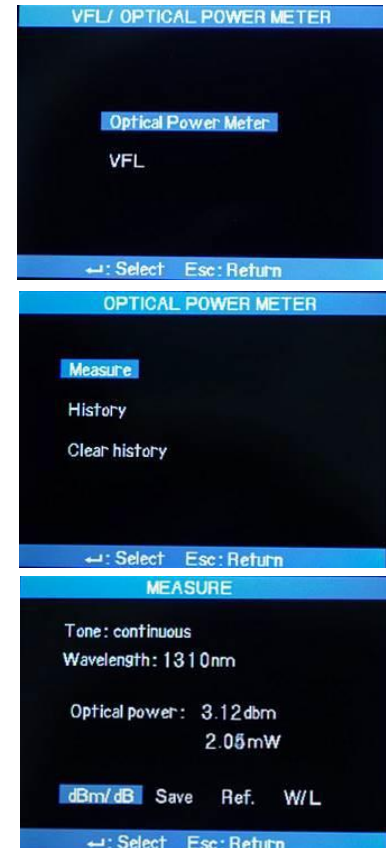 VFL/ OPTICAL POWER METER
Optical Power Meter
VFL
↵: Select Esc: Return
OPTICAL POWER METER
Measure
History
Clear history
↵: Select Esc: Return
MEASURE
Tone: continuous
Wavelength: 1310nm
Optical power: 3.12dbm
2.05mW
dBm/dB Save Ref. W/L
↵: Select Esc: Return